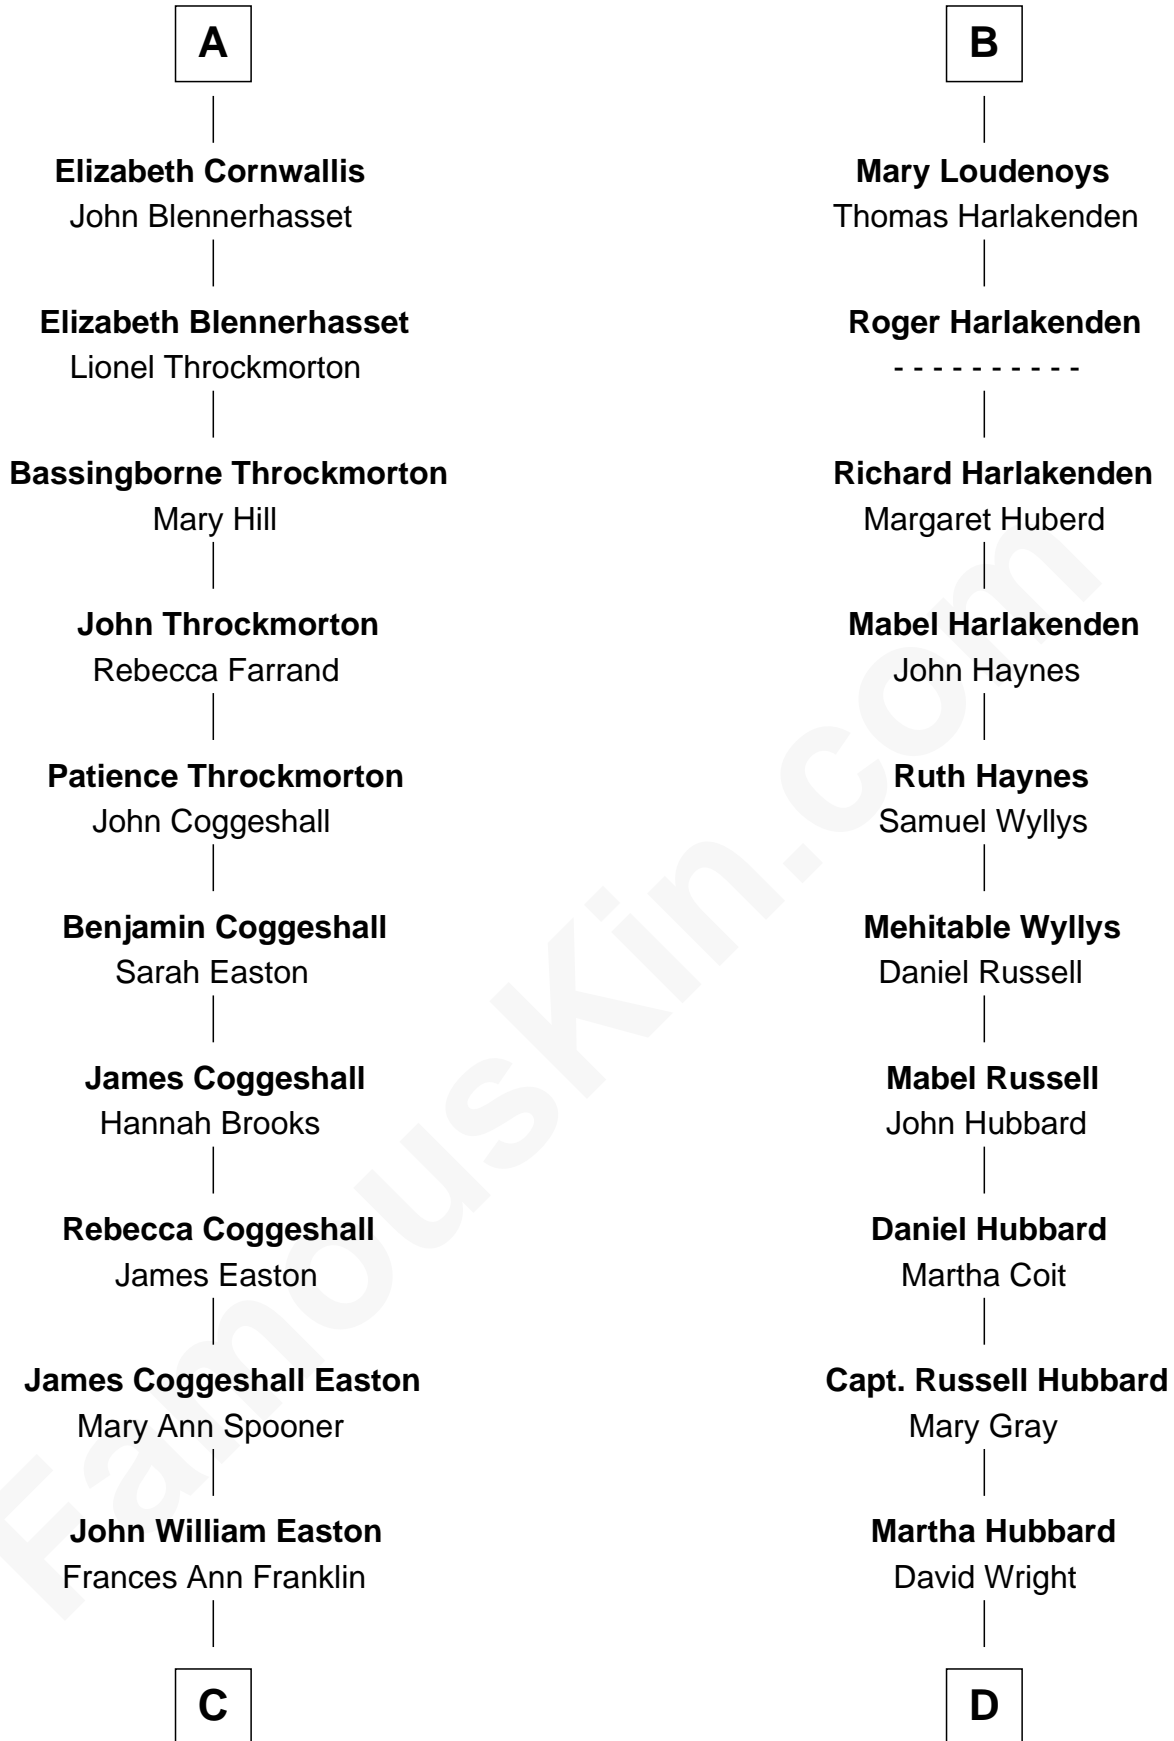 A
Elizabeth Cornwallis
John Blennerhasset
Elizabeth Blennerhasset
Lionel Throckmorton
Bassingborne Throckmorton
Mary Hill
John Throckmorton
Rebecca Farrand
Patience Throckmorton
John Coggeshall
Benjamin Coggeshall
Sarah Easton
James Coggeshall
Hannah Brooks
Rebecca Coggeshall
James Easton
James Coggeshall Easton
Mary Ann Spooner
John William Easton
Frances Ann Franklin
C
B
Mary Loudenoys
Thomas Harlakenden
Roger Harlakenden
- - - - - - - - - -
Richard Harlakenden
Margaret Huberd
Mabel Harlakenden
John Haynes
Ruth Haynes
Samuel Wyllys
Mehitable Wyllys
Daniel Russell
Mabel Russell
John Hubbard
Daniel Hubbard
Martha Coit
Capt. Russell Hubbard
Mary Gray
Martha Hubbard
David Wright
D
FamousKin.com